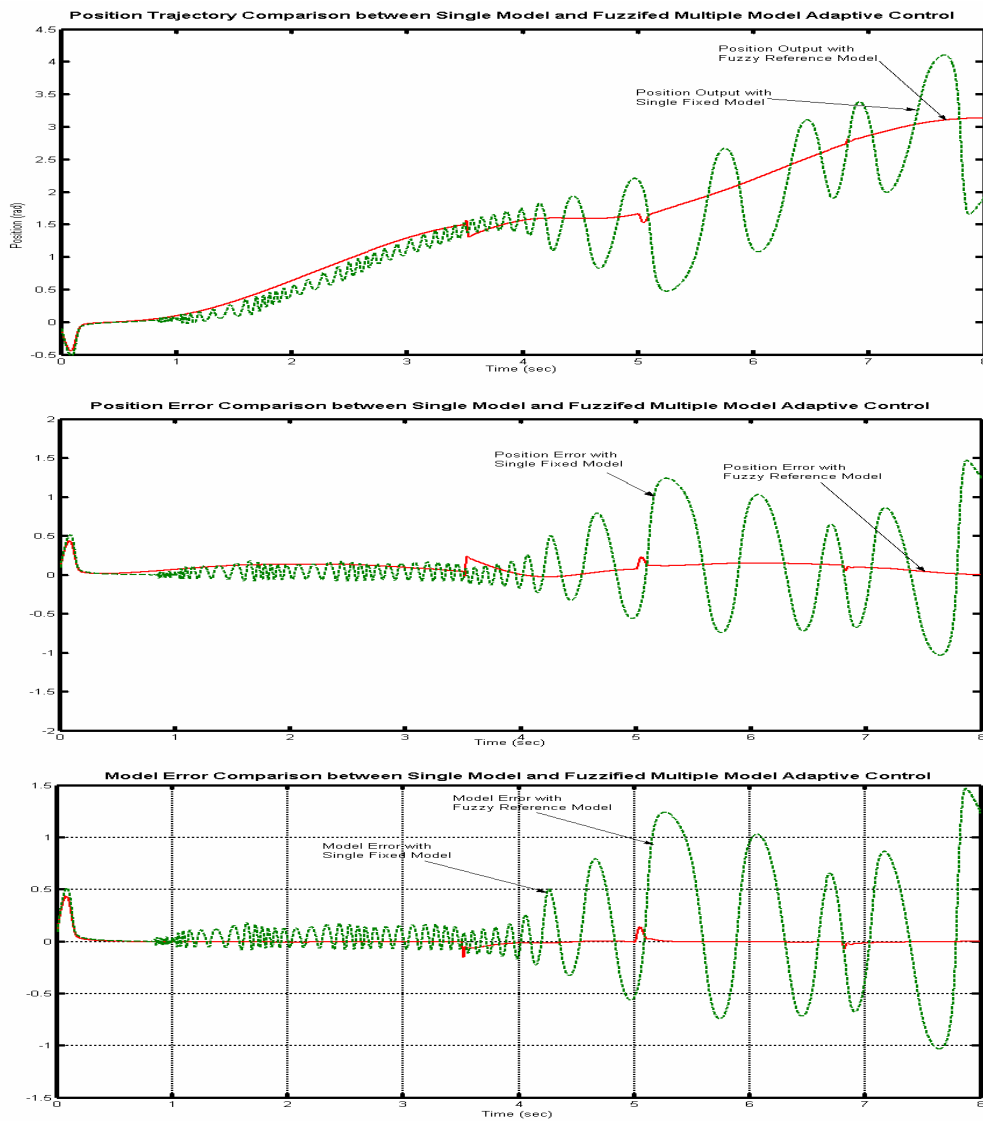 Position Trajectory Comparison between Single Model and Fuzzifed Multiple Model Adaptive Control
4.5
4
3.5
3
2.5
2
1.5
1
0.5
0
-0.5
Position (rad)
Position Output with
Fuzzy Reference Model
Position Output with
Single Fixed Model
0
1
2
3
4
5
6
7
8
Time (sec)
Position Error Comparison between Single Model and Fuzzifed Multiple Model Adaptive Control
2
1.5
1
0.5
0
-0.5
-1
-1.5
-2
Position Error with
Single Fixed Model
Position Error with
Fuzzy Reference Model
0
1
2
3
4
5
6
7
8
Time (sec)
Model Error Comparison between Single Model and Fuzzified Multiple Model Adaptive Control
1.5
1
0.5
0
-0.5
-1
-1.5
Model Error with
Fuzzy Reference Model
Model Error with
Single Fixed Model
0
1
2
3
4
5
6
7
8
Time (sec)